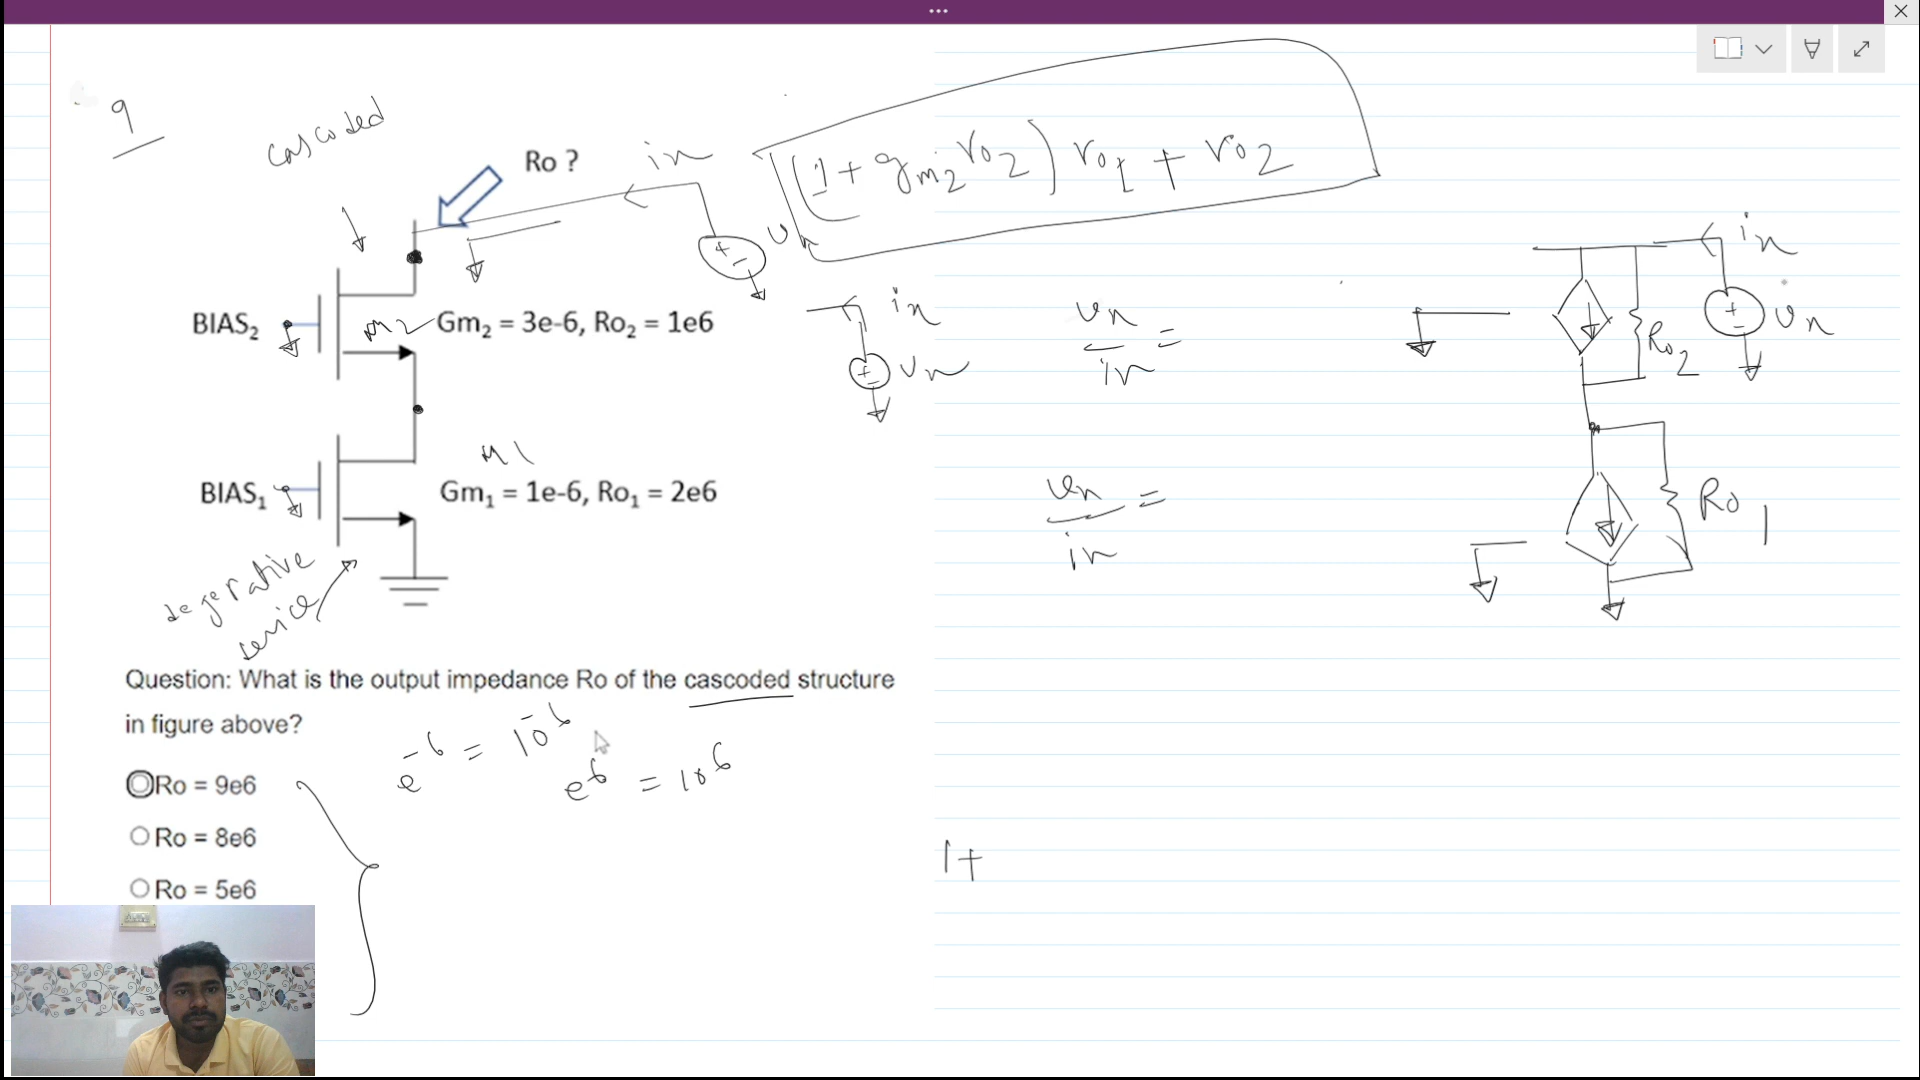 9
cascoded
Ro ?
in
(1 + gm2 ro2) ro1 + ro2
in
BIAS2
M2
Gm2 = 3e-6, Ro2 = 1e6
in
vn
vn
in
=
Ro2
vn
M1
BIAS1
Gm1 = 1e-6, Ro1 = 2e6
vn
in
=
Ro1
degerative
Question: What is the output impedance Ro of the cascoded structure
in figure above?
e-6 = 10-6
e6 = 106
Ro = 9e6
Ro = 8e6
1+
Ro = 5e6